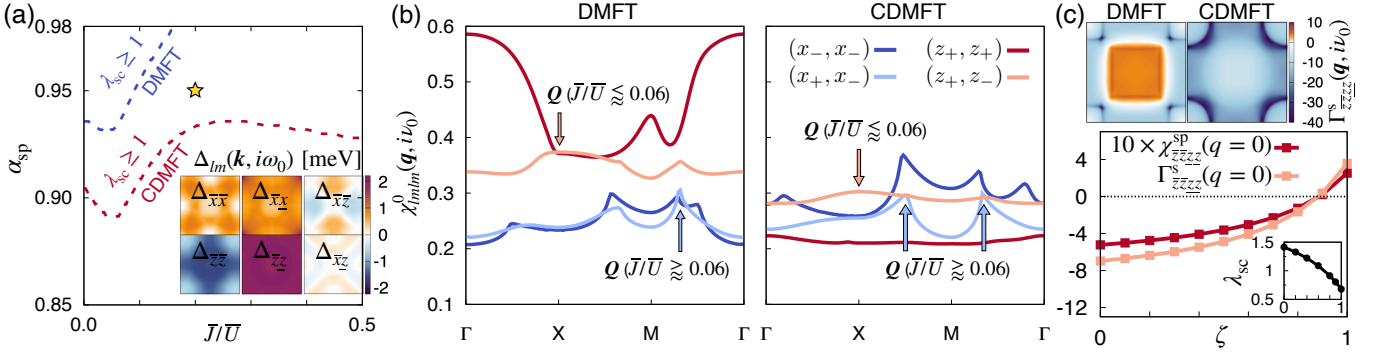 (a)
α_sp
0.98
0.95
0.90
0.85
λ_sc ≥ 1
DMFT
λ_sc ≥ 1
CDMFT
Δ_lm(k, iω_0) [meV]
Δ_x̅x̅
Δ_x̅x̲
Δ_x̅z̅
Δ_z̅z̅
Δ_z̅z̲
Δ_x̅z̲
2
1
0
-1
-2
0.0
J̅/U̅
0.5
(b)
DMFT
CDMFT
χ^0_lmlm(q, iν_0)
0.6
0.5
0.4
0.3
0.2
0.1
Q (J̅/U̅ ⪅ 0.06)
Q (J̅/U̅ ⪆ 0.06)
Γ X M Γ
(x_-, x_-) (z_+, z_+)
(x_+, x_-) (z_+, z_-)
Q (J̅/U̅ ⪅ 0.06)
Q (J̅/U̅ ⪆ 0.06)
Γ X M Γ
(c)
DMFT CDMFT
10
0
-10
-20
-30
-40
Γ^s_z̅z̅z̲z̲(q, iν_0)
10 × χ^sp_z̅z̅z̲z̲(q = 0)
Γ^s_z̅z̅z̲z̲(q = 0)
4
0
-4
-8
-12
λ_sc
1.5
1
0.5
0 1
0 ζ 1